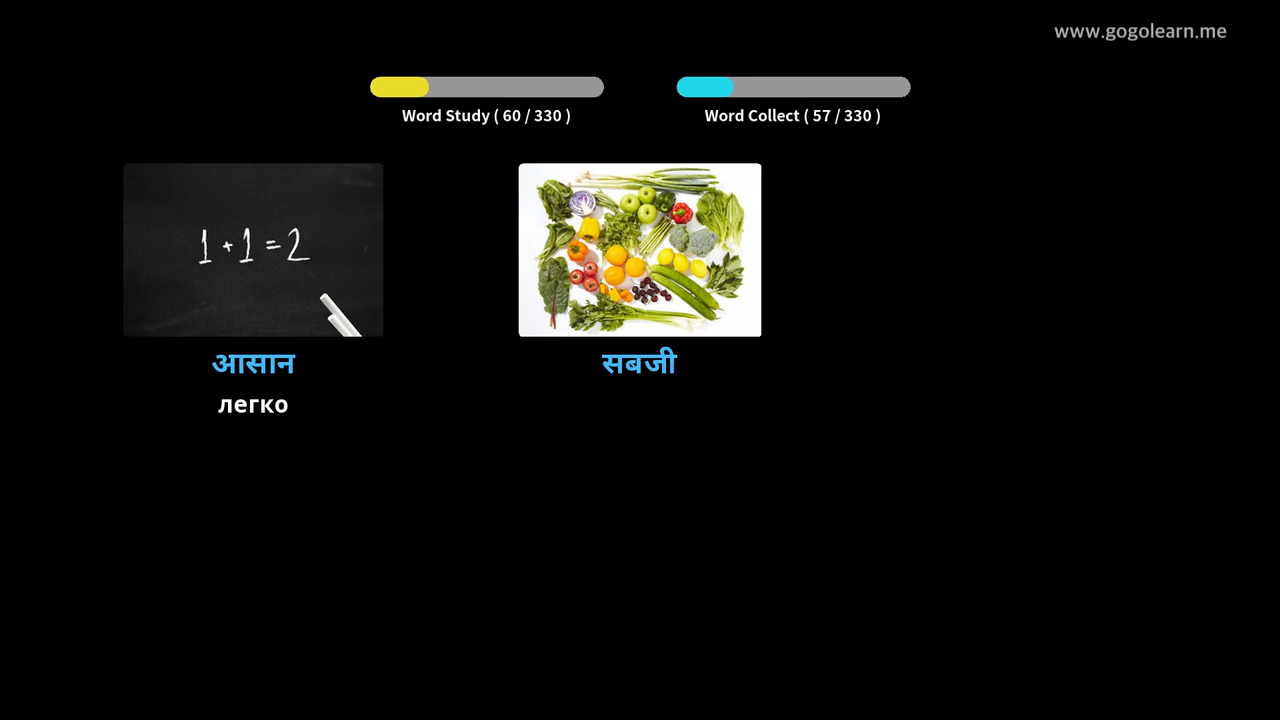 www.gogolearn.me
Word Study ( 60 / 330 )
Word Collect ( 57 / 330 )
1 + 1 = 2
आसान
सबजी
легко